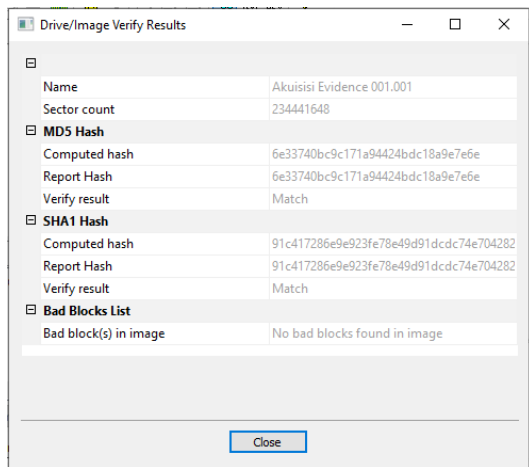 Drive/Image Verify Results
Name Akuisisi Evidence 001.001
Sector count 234441648
MD5 Hash
Computed hash 6e33740bc9c171a94424bdc18a9e7e6e
Report Hash 6e33740bc9c171a94424bdc18a9e7e6e
Verify result Match
SHA1 Hash
Computed hash 91c417286e9e923fe78e49d91dcdc74e704282
Report Hash 91c417286e9e923fe78e49d91dcdc74e704282
Verify result Match
Bad Blocks List
Bad block(s) in image No bad blocks found in image
Close